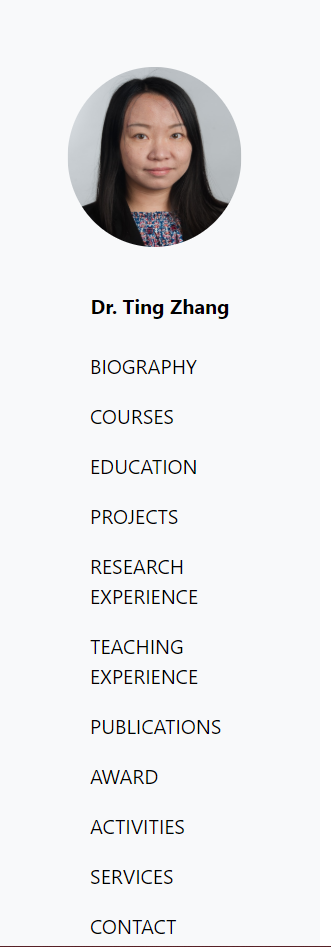 Dr. Ting Zhang
BIOGRAPHY
COURSES
EDUCATION
PROJECTS
RESEARCH
EXPERIENCE
TEACHING
EXPERIENCE
PUBLICATIONS
AWARD
ACTIVITIES
SERVICES
CONTACT